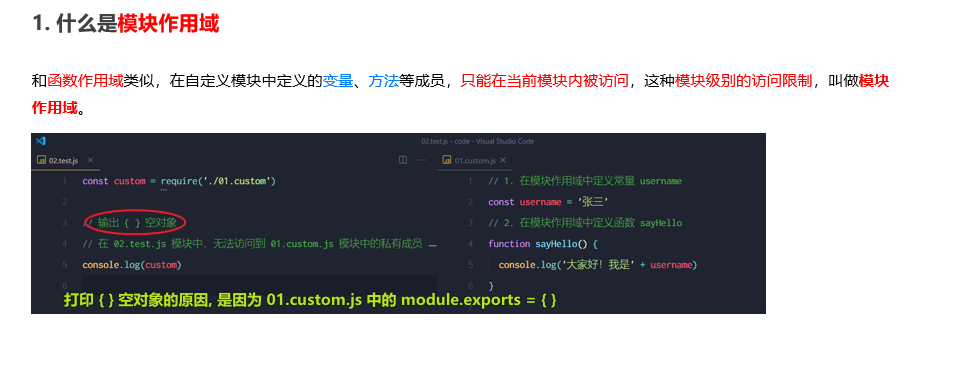 1. 什么是模块作用域
和函数作用域类似，在自定义模块中定义的变量、方法等成员，只能在当前模块内被访问，这种模块级别的访问限制，叫做模块
作用域。
02.test.js - code - Visual Studio Code
02.test.js ×
1 const custom = require('./01.custom')
2
3 // 输出 { } 空对象
4 // 在 02.test.js 模块中，无法访问到 01.custom.js 模块中的私有成员
5 console.log(custom)
6
01.custom.js ×
1 // 1. 在模块作用域中定义常量 username
2 const username = '张三'
3 // 2. 在模块作用域中定义函数 sayHello
4 function sayHello() {
5 console.log('大家好！我是' + username)
6 }
打印 { } 空对象的原因, 是因为 01.custom.js 中的 module.exports = { }